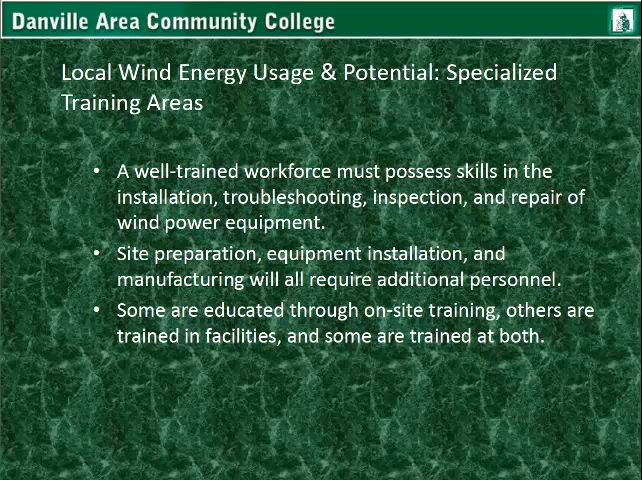 Danville Area Community College
Local Wind Energy Usage & Potential: Specialized
Training Areas
• A well-trained workforce must possess skills in the
installation, troubleshooting, inspection, and repair of
wind power equipment.
• Site preparation, equipment installation, and
manufacturing will all require additional personnel.
• Some are educated through on-site training, others are
trained in facilities, and some are trained at both.